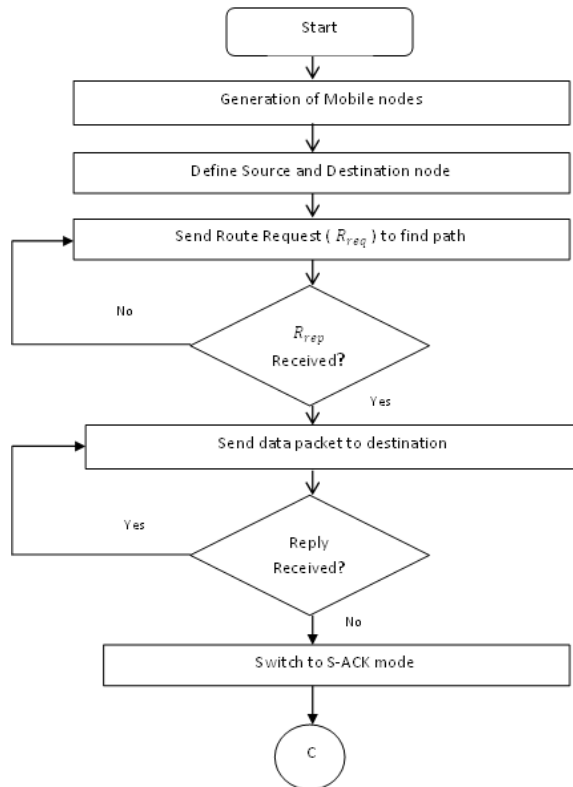 Start
Generation of Mobile nodes
Define Source and Destination node
Send Route Request ( R_req ) to find path
No
R_rep
Received?
Yes
Send data packet to destination
Yes
Reply
Received?
No
Switch to S-ACK mode
C